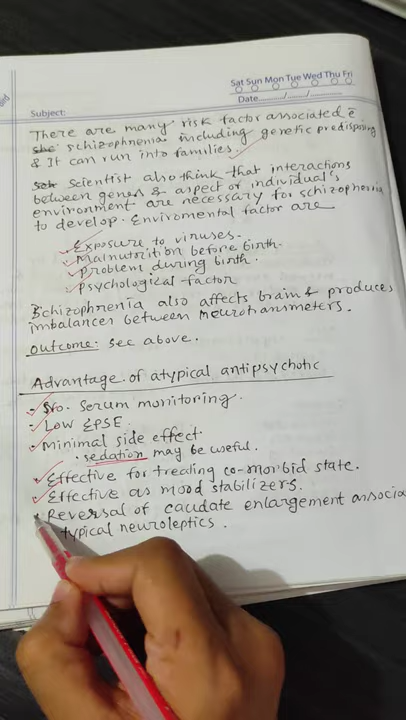 Sat Sun Mon Tue Wed Thu Fri
Date....../....../......
Subject:
There are many risk factor associated c̄
schizophrenia including genetic predisposing
& It can run into families.
Scientist also think that interactions
between genes & aspect of individual's
environment are necessary for schizophrenia
to develop. Enviromental factor are
Exposure to viruses.
Malnutrition before birth.
Problem during birth.
Psychological factor
Schizophrenia also affects brain & produces
imbalances between neurotransmeters.
Outcome: see above.
Advantage of atypical antipsychotic
No. Serum monitoring.
Low EPSE.
Minimal side effect.
• sedation may be useful.
Effective for treating co-morbid state.
Effective as mood stabilizers.
Reversal of caudate enlargement associa
typical neuroleptics.